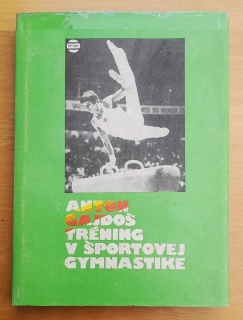 ANTON
GAJDOŠ
TRÉNING
V ŠPORTOVEJ
GYMNASTIKE